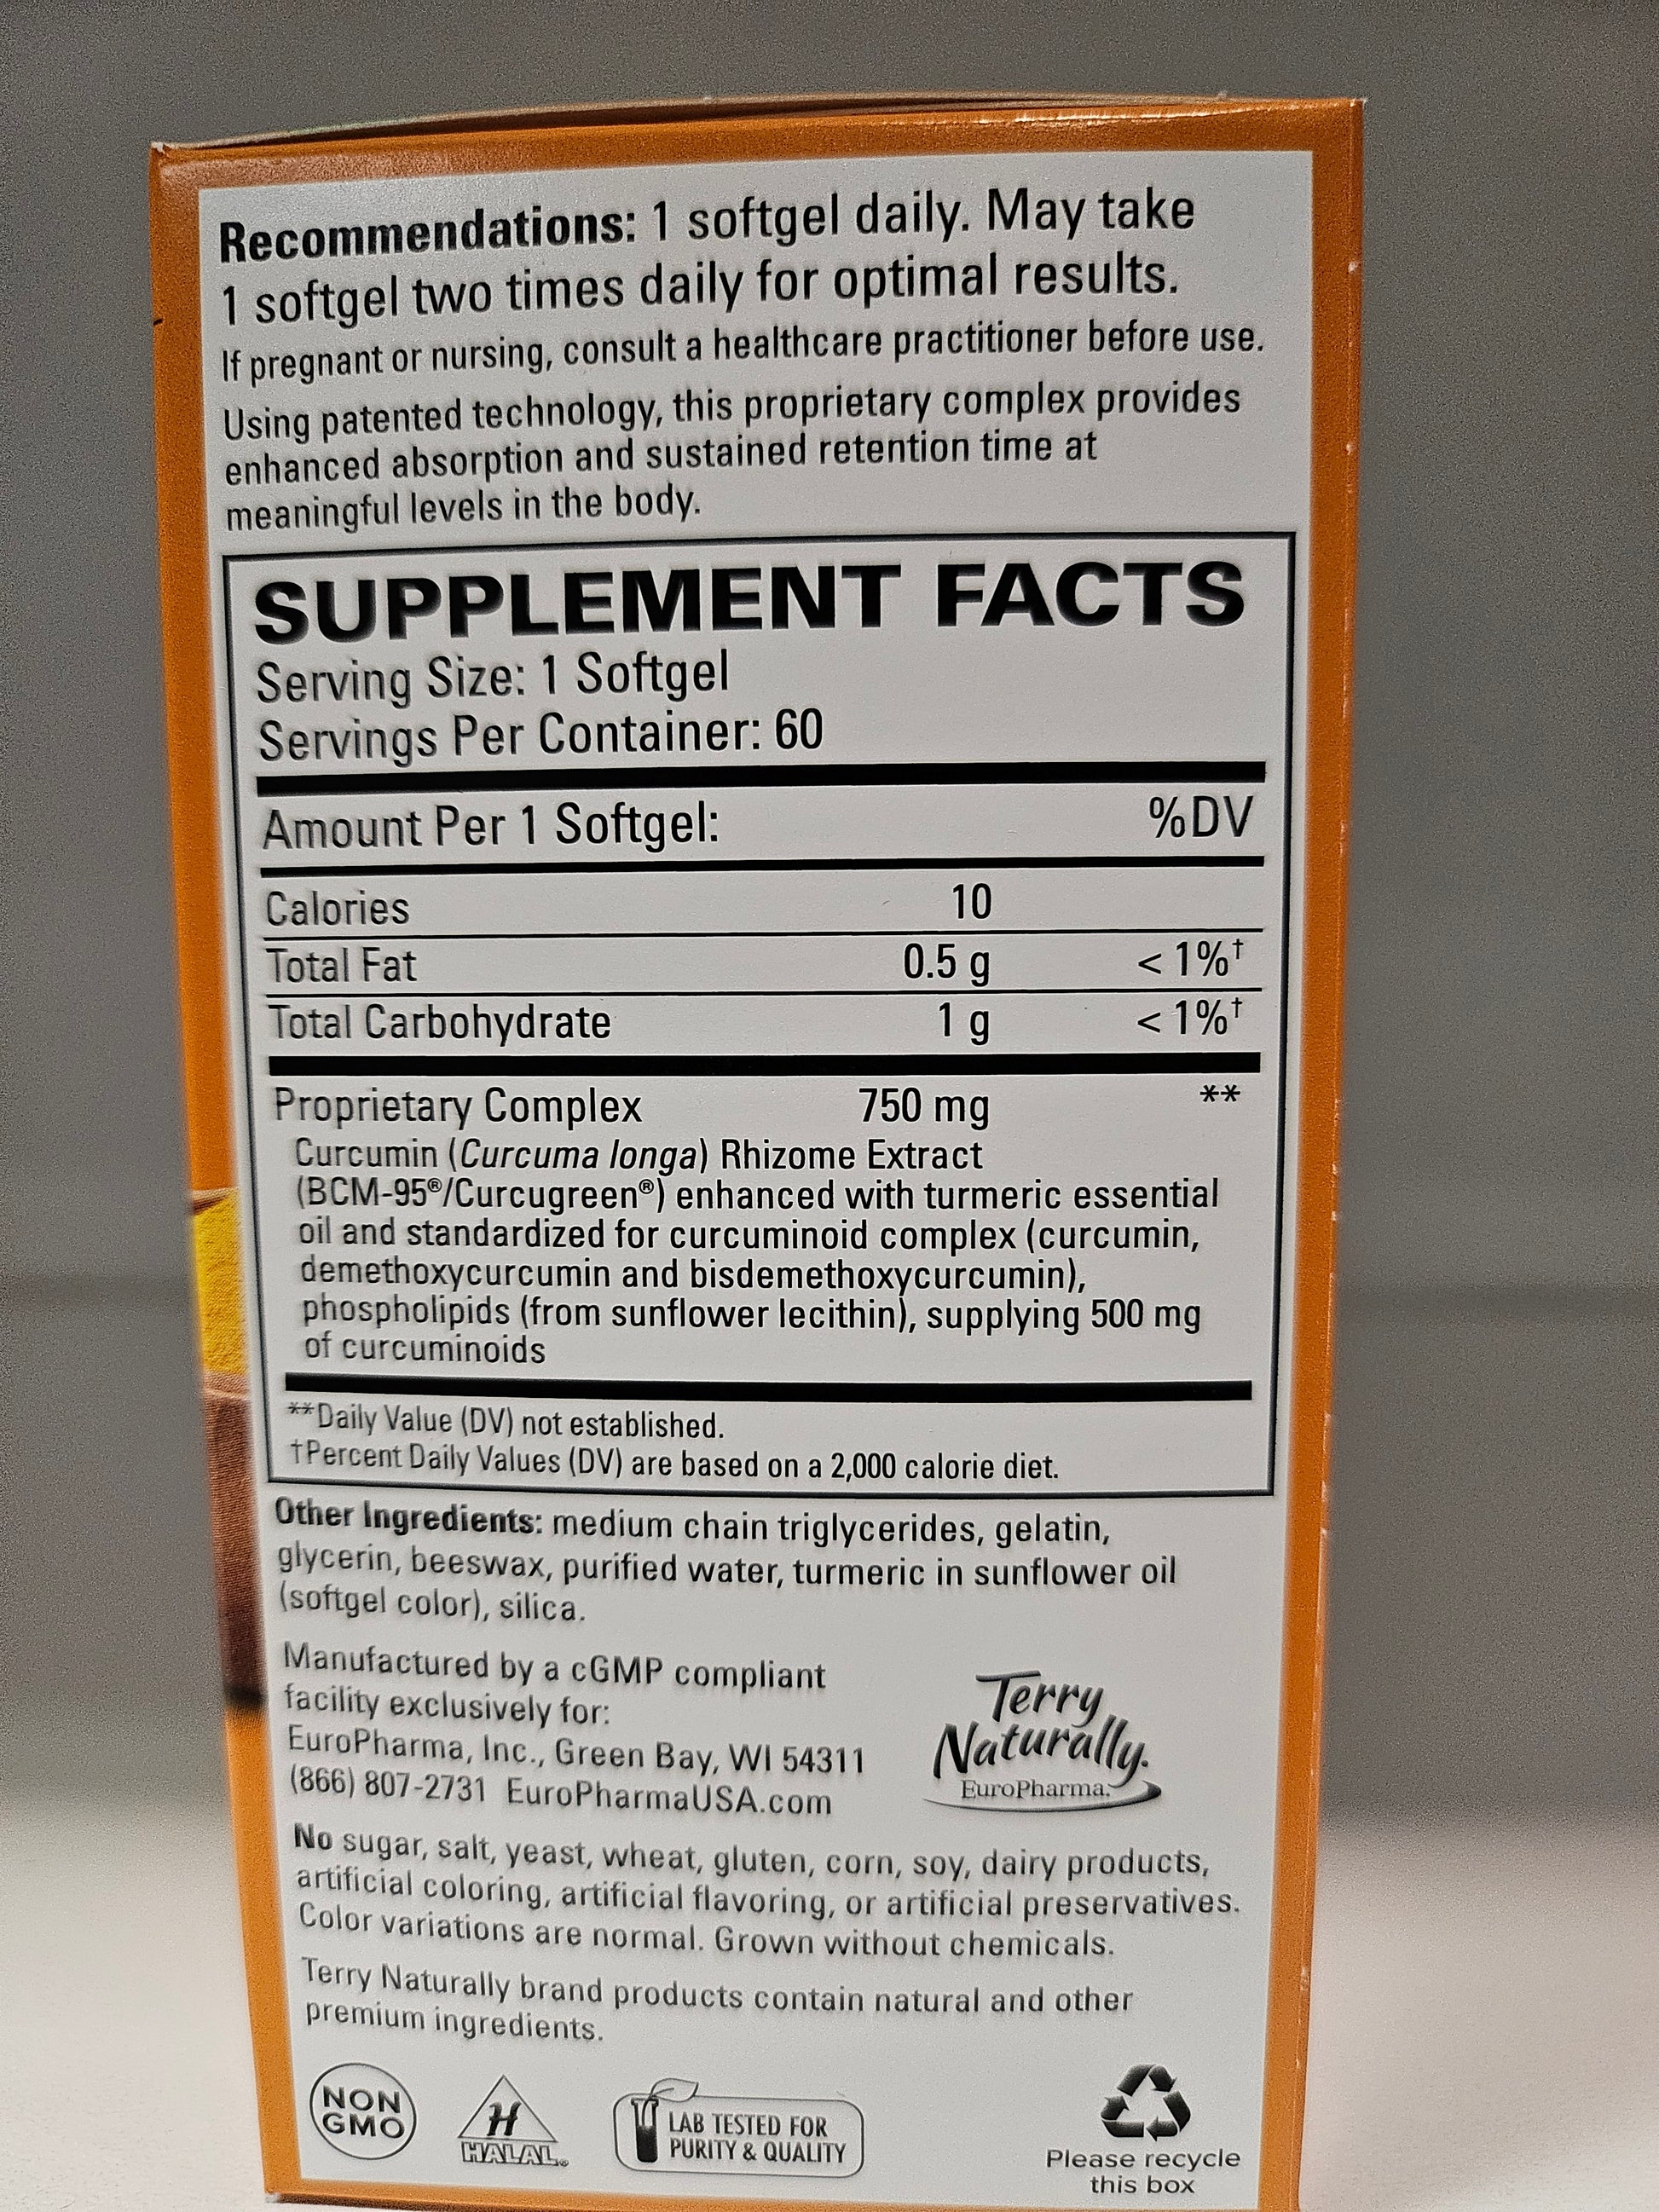 Recommendations: 1 softgel daily. May take
1 softgel two times daily for optimal results.
If pregnant or nursing, consult a healthcare practitioner before use.
Using patented technology, this proprietary complex provides
enhanced absorption and sustained retention time at
meaningful levels in the body.
SUPPLEMENT FACTS
Serving Size: 1 Softgel
Servings Per Container: 60
Amount Per 1 Softgel: %DV
Calories 10
Total Fat 0.5 g < 1%†
Total Carbohydrate 1 g < 1%†
Proprietary Complex 750 mg **
Curcumin (Curcuma longa) Rhizome Extract
(BCM-95®/Curcugreen®) enhanced with turmeric essential
oil and standardized for curcuminoid complex (curcumin,
demethoxycurcumin and bisdemethoxycurcumin),
phospholipids (from sunflower lecithin), supplying 500 mg
of curcuminoids
**Daily Value (DV) not established.
†Percent Daily Values (DV) are based on a 2,000 calorie diet.
Other Ingredients: medium chain triglycerides, gelatin,
glycerin, beeswax, purified water, turmeric in sunflower oil
(softgel color), silica.
Manufactured by a cGMP compliant
facility exclusively for:
EuroPharma, Inc., Green Bay, WI 54311
(866) 807-2731 EuroPharmaUSA.com
Terry
Naturally.
EuroPharma.
No sugar, salt, yeast, wheat, gluten, corn, soy, dairy products,
artificial coloring, artificial flavoring, or artificial preservatives.
Color variations are normal. Grown without chemicals.
Terry Naturally brand products contain natural and other
premium ingredients.
NON
GMO
H
HALAL®
LAB TESTED FOR
PURITY & QUALITY
Please recycle
this box